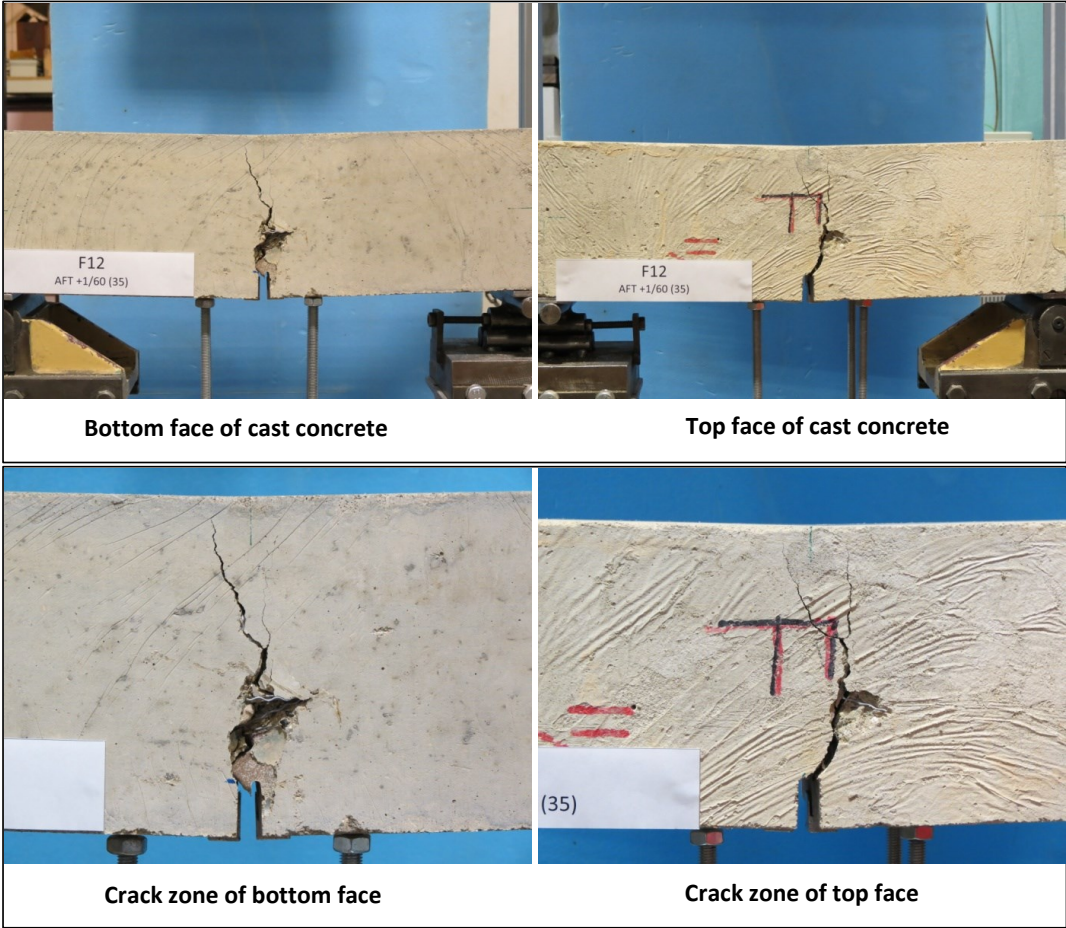 F12
AFT +1/60 (35)
F12
AFT +1/60 (35)
Bottom face of cast concrete
Top face of cast concrete
(35)
Crack zone of bottom face
Crack zone of top face